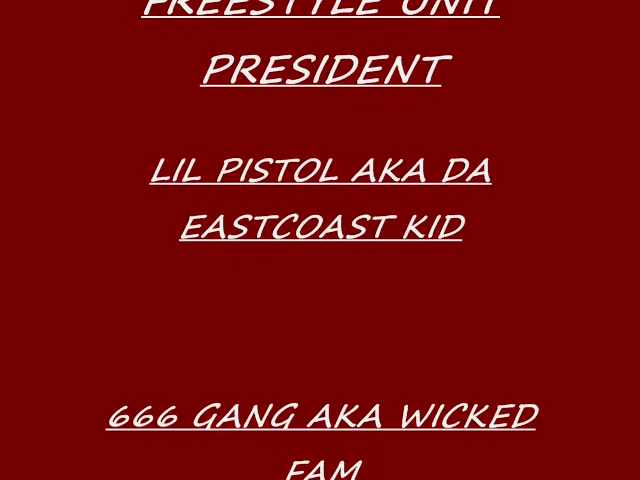 FREESTYLE UNIT
PRESIDENT
LIL PISTOL AKA DA
EASTCOAST KID
666 GANG AKA WICKED
FAM